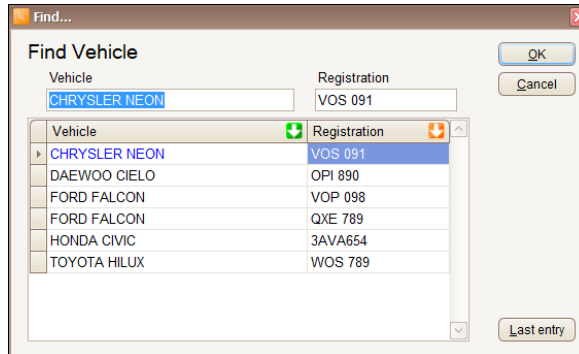 Find...
Find Vehicle
OK
Vehicle Registration
Cancel
CHRYSLER NEON VOS 091
Vehicle Registration
CHRYSLER NEON VOS 091
DAEWOO CIELO OPI 890
FORD FALCON VOP 098
FORD FALCON QXE 789
HONDA CIVIC 3AVA654
TOYOTA HILUX WOS 789
Last entry